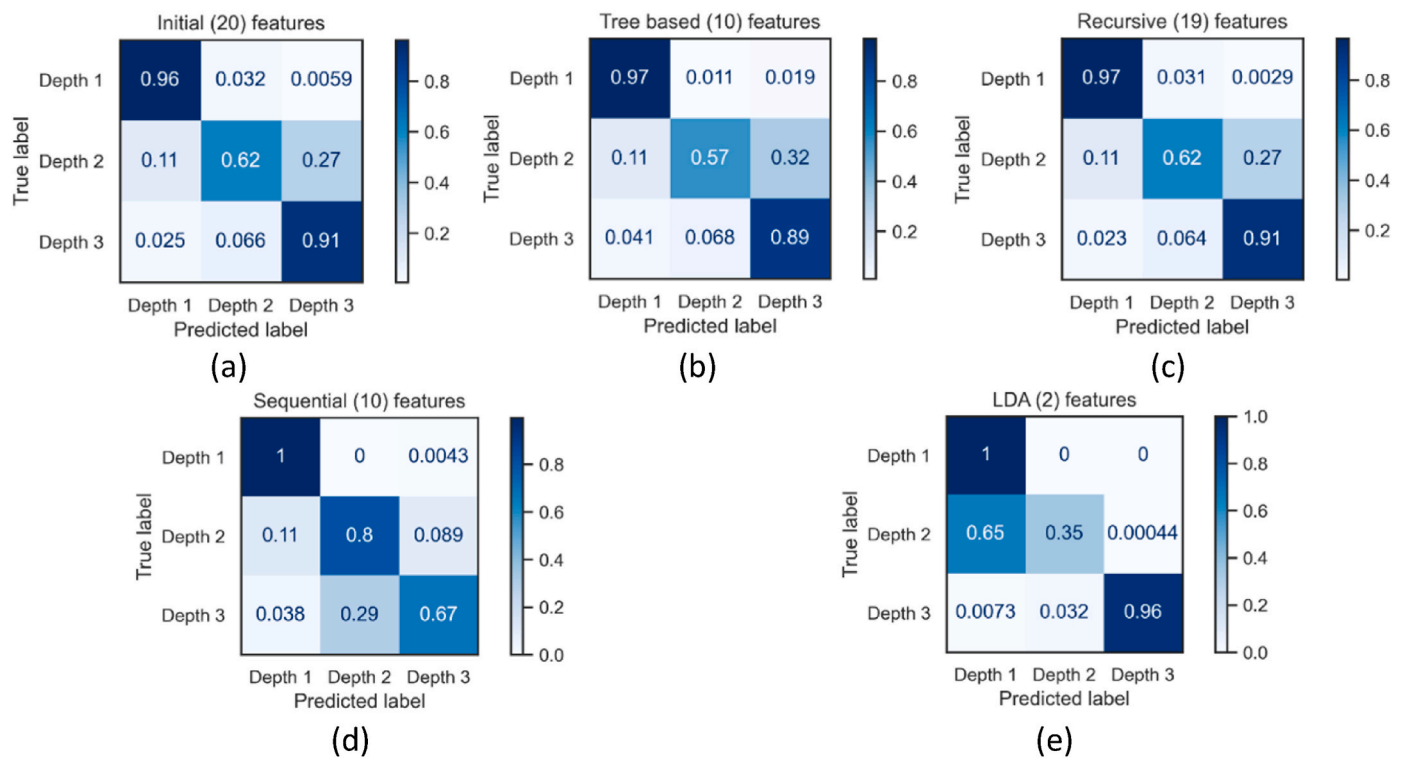 Initial (20) features
True label
Depth 1
0.96 0.032 0.0059
Depth 2
0.11 0.62 0.27
Depth 3
0.025 0.066 0.91
Depth 1 Depth 2 Depth 3
Predicted label
0.8
0.6
0.4
0.2
(a)
Tree based (10) features
True label
Depth 1
0.97 0.011 0.019
Depth 2
0.11 0.57 0.32
Depth 3
0.041 0.068 0.89
Depth 1 Depth 2 Depth 3
Predicted label
0.8
0.6
0.4
0.2
(b)
Recursive (19) features
True label
Depth 1
0.97 0.031 0.0029
Depth 2
0.11 0.62 0.27
Depth 3
0.023 0.064 0.91
Depth 1 Depth 2 Depth 3
Predicted label
0.8
0.6
0.4
0.2
(c)
Sequential (10) features
True label
Depth 1
1 0 0.0043
Depth 2
0.11 0.8 0.089
Depth 3
0.038 0.29 0.67
Depth 1 Depth 2 Depth 3
Predicted label
0.8
0.6
0.4
0.2
0.0
(d)
LDA (2) features
True label
Depth 1
1 0 0
Depth 2
0.65 0.35 0.00044
Depth 3
0.0073 0.032 0.96
Depth 1 Depth 2 Depth 3
Predicted label
1.0
0.8
0.6
0.4
0.2
0.0
(e)